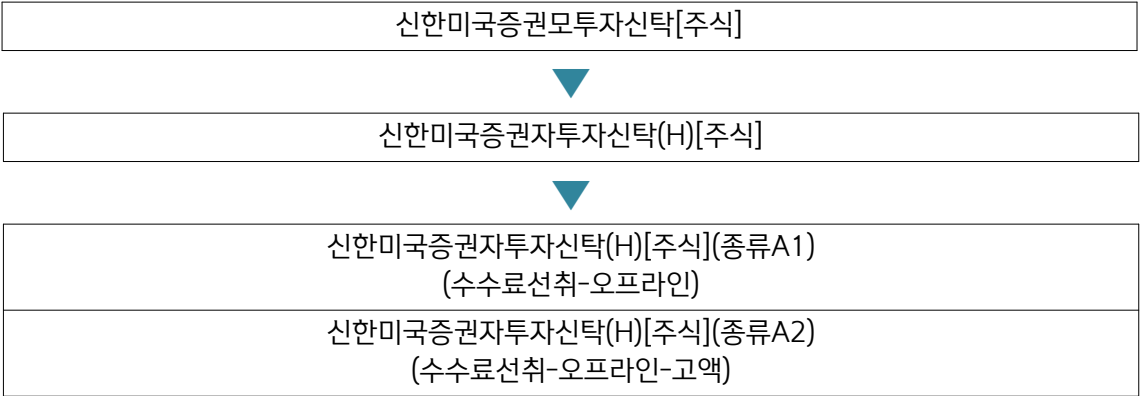 신한미국증권모투자신탁[주식]
신한미국증권자투자신탁(H)[주식]
신한미국증권자투자신탁(H)[주식](종류A1)
(수수료선취-오프라인)
신한미국증권자투자신탁(H)[주식](종류A2)
(수수료선취-오프라인-고액)